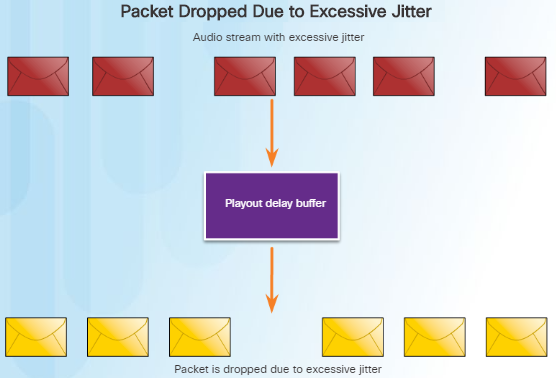 Packet Dropped Due to Excessive Jitter
Audio stream with excessive jitter
Playout delay buffer
Packet is dropped due to excessive jitter